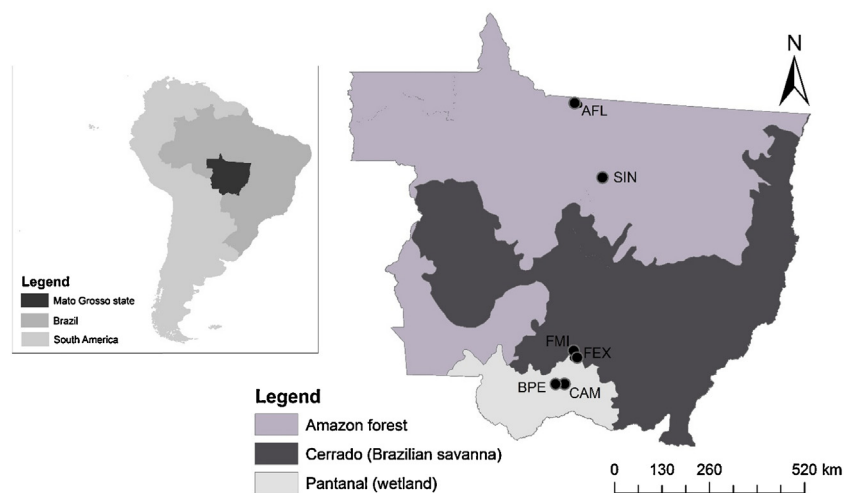 Legend
Mato Grosso state
Brazil
South America
N
AFL
SIN
FMI
FEX
BPE
CAM
Legend
Amazon forest
Cerrado (Brazilian savanna)
Pantanal (wetland)
0 130 260 520 km